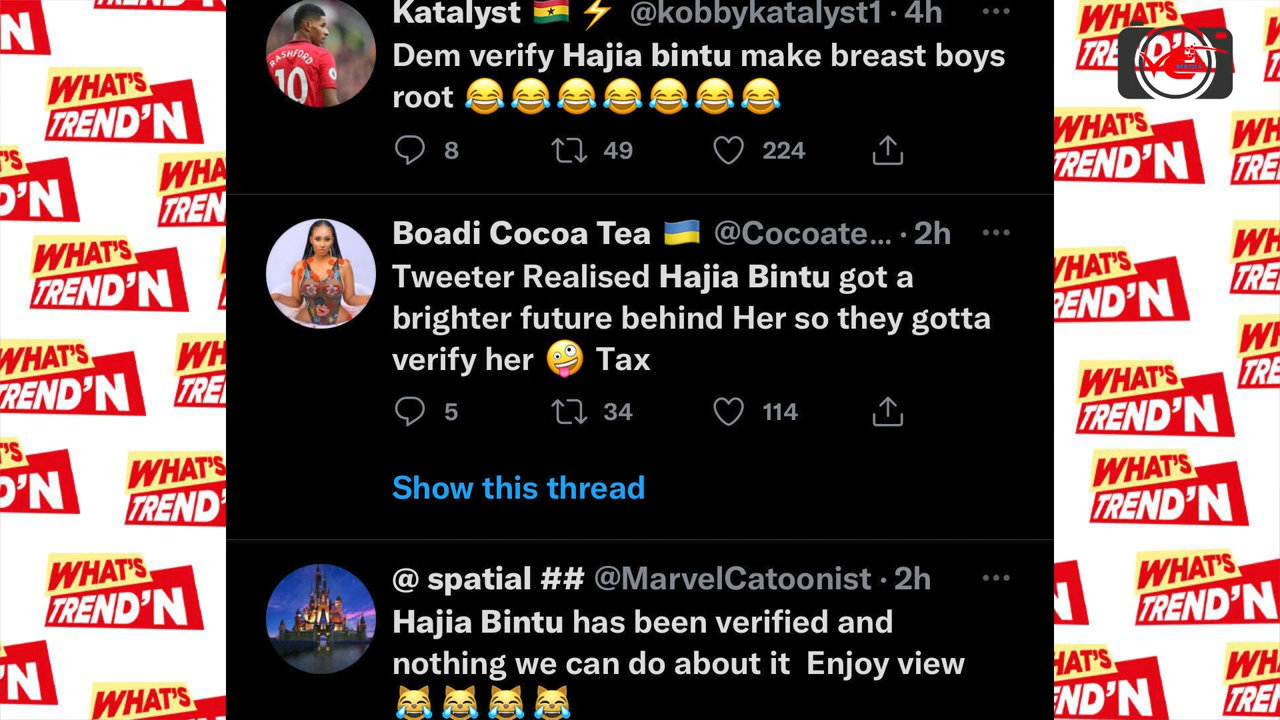 Katalyst 🇬🇭 ⚡ @kobbykatalyst1 · 4h
Dem verify Hajia bintu make breast boys
root 😂😂😂😂😂😂😂
8 49 224
Boadi Cocoa Tea 🇺🇦 @Cocoate... · 2h
Tweeter Realised Hajia Bintu got a
brighter future behind Her so they gotta
verify her 🤪 Tax
5 34 114
Show this thread
@ spatial ## @MarvelCatoonist · 2h
Hajia Bintu has been verified and
nothing we can do about it Enjoy view
😹😹😹😹
RASHFORD
10
WHAT'S
TREND'N